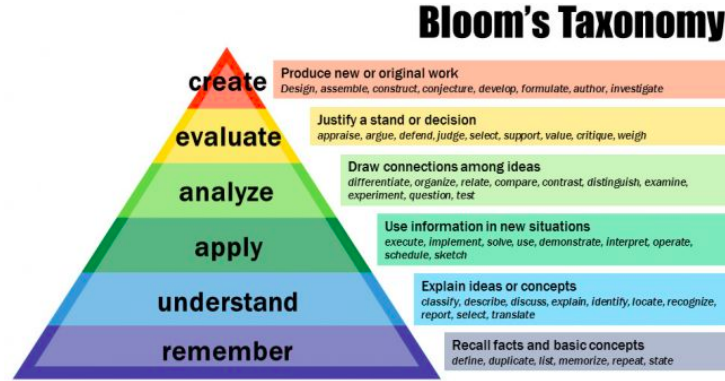 Bloom's Taxonomy
create
Produce new or original work
Design, assemble, construct, conjecture, develop, formulate, author, investigate
evaluate
Justify a stand or decision
appraise, argue, defend, judge, select, support, value, critique, weigh
analyze
Draw connections among ideas
differentiate, organize, relate, compare, contrast, distinguish, examine,
experiment, question, test
apply
Use information in new situations
execute, implement, solve, use, demonstrate, interpret, operate,
schedule, sketch
understand
Explain ideas or concepts
classify, describe, discuss, explain, identify, locate, recognize,
report, select, translate
remember
Recall facts and basic concepts
define, duplicate, list, memorize, repeat, state